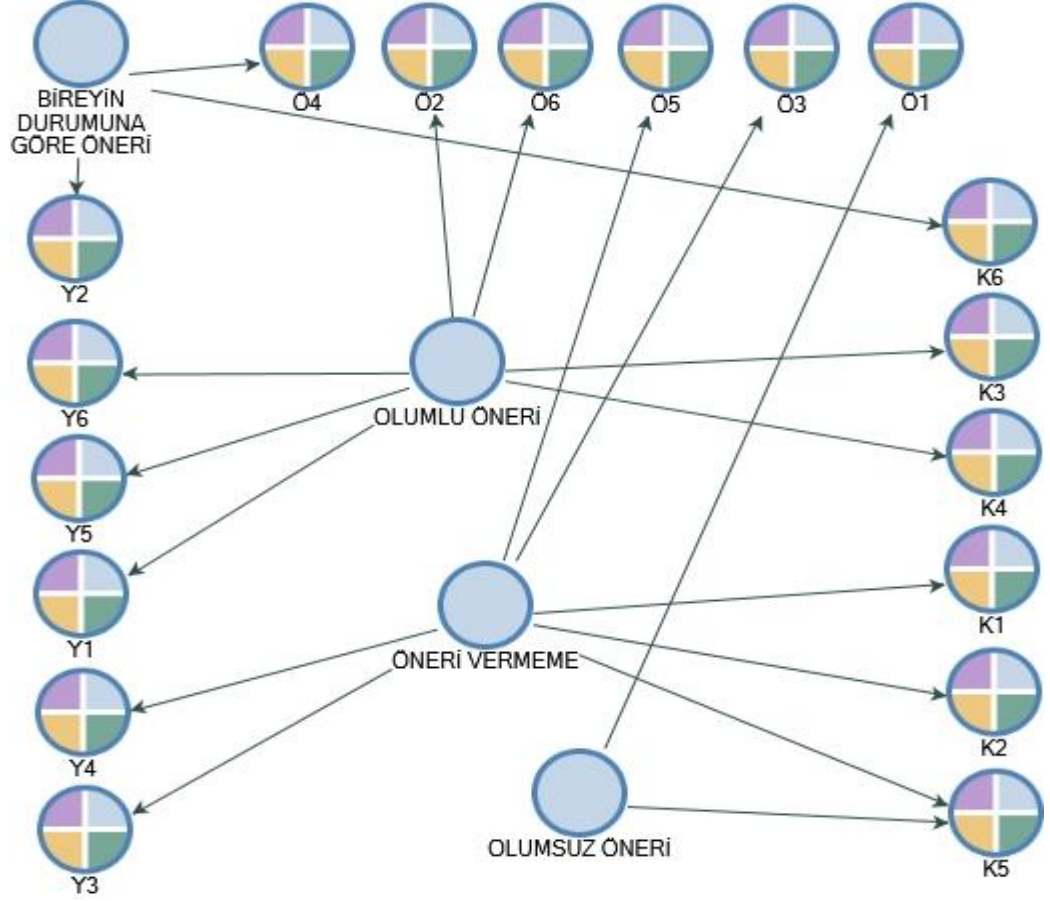 BİREYİN
DURUMUNA
GÖRE ÖNERİ
Ö4
Ö2
Ö6
Ö5
Ö3
Ö1
Y2
K6
Y6
OLUMLU ÖNERİ
K3
Y5
K4
Y1
ÖNERİ VERMEME
K1
Y4
K2
Y3
OLUMSUZ ÖNERİ
K5